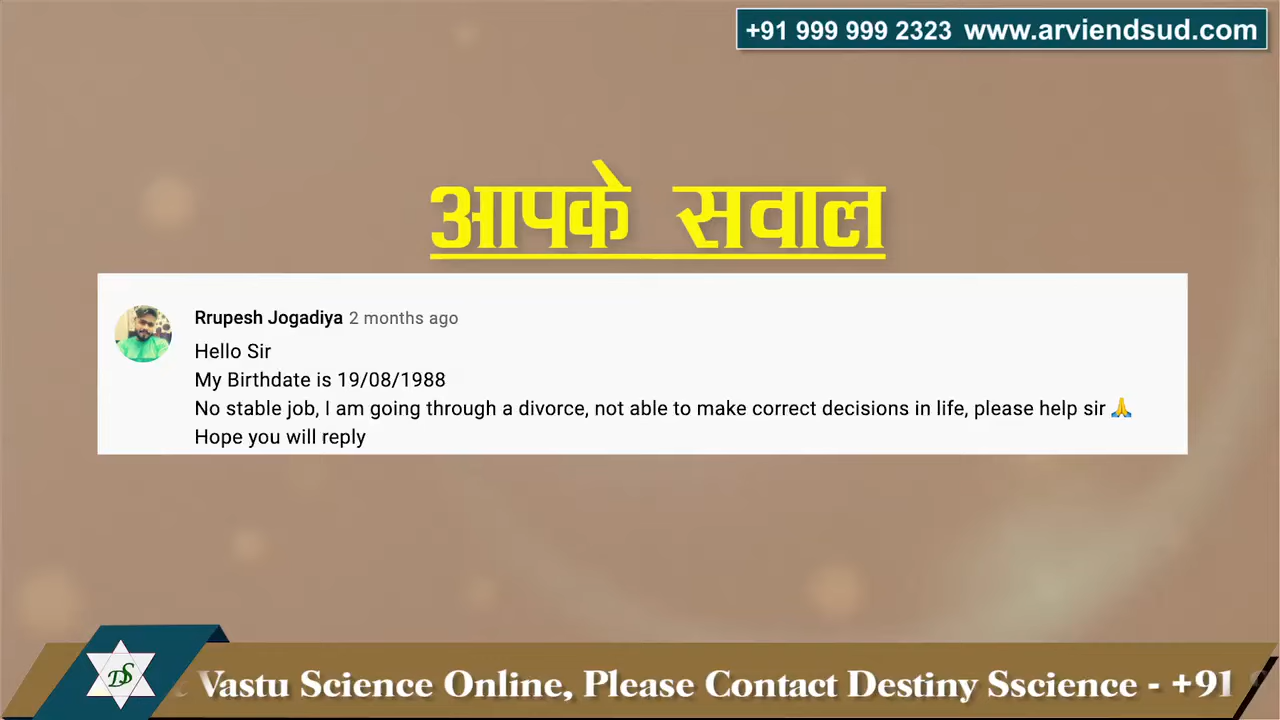 +91 999 999 2323 www.arviendsud.com
आपके सवाल
Rrupesh Jogadiya 2 months ago
Hello Sir
My Birthdate is 19/08/1988
No stable job, I am going through a divorce, not able to make correct decisions in life, please help sir 🙏
Hope you will reply
DS Vastu Science Online, Please Contact Destiny Sscience - +91